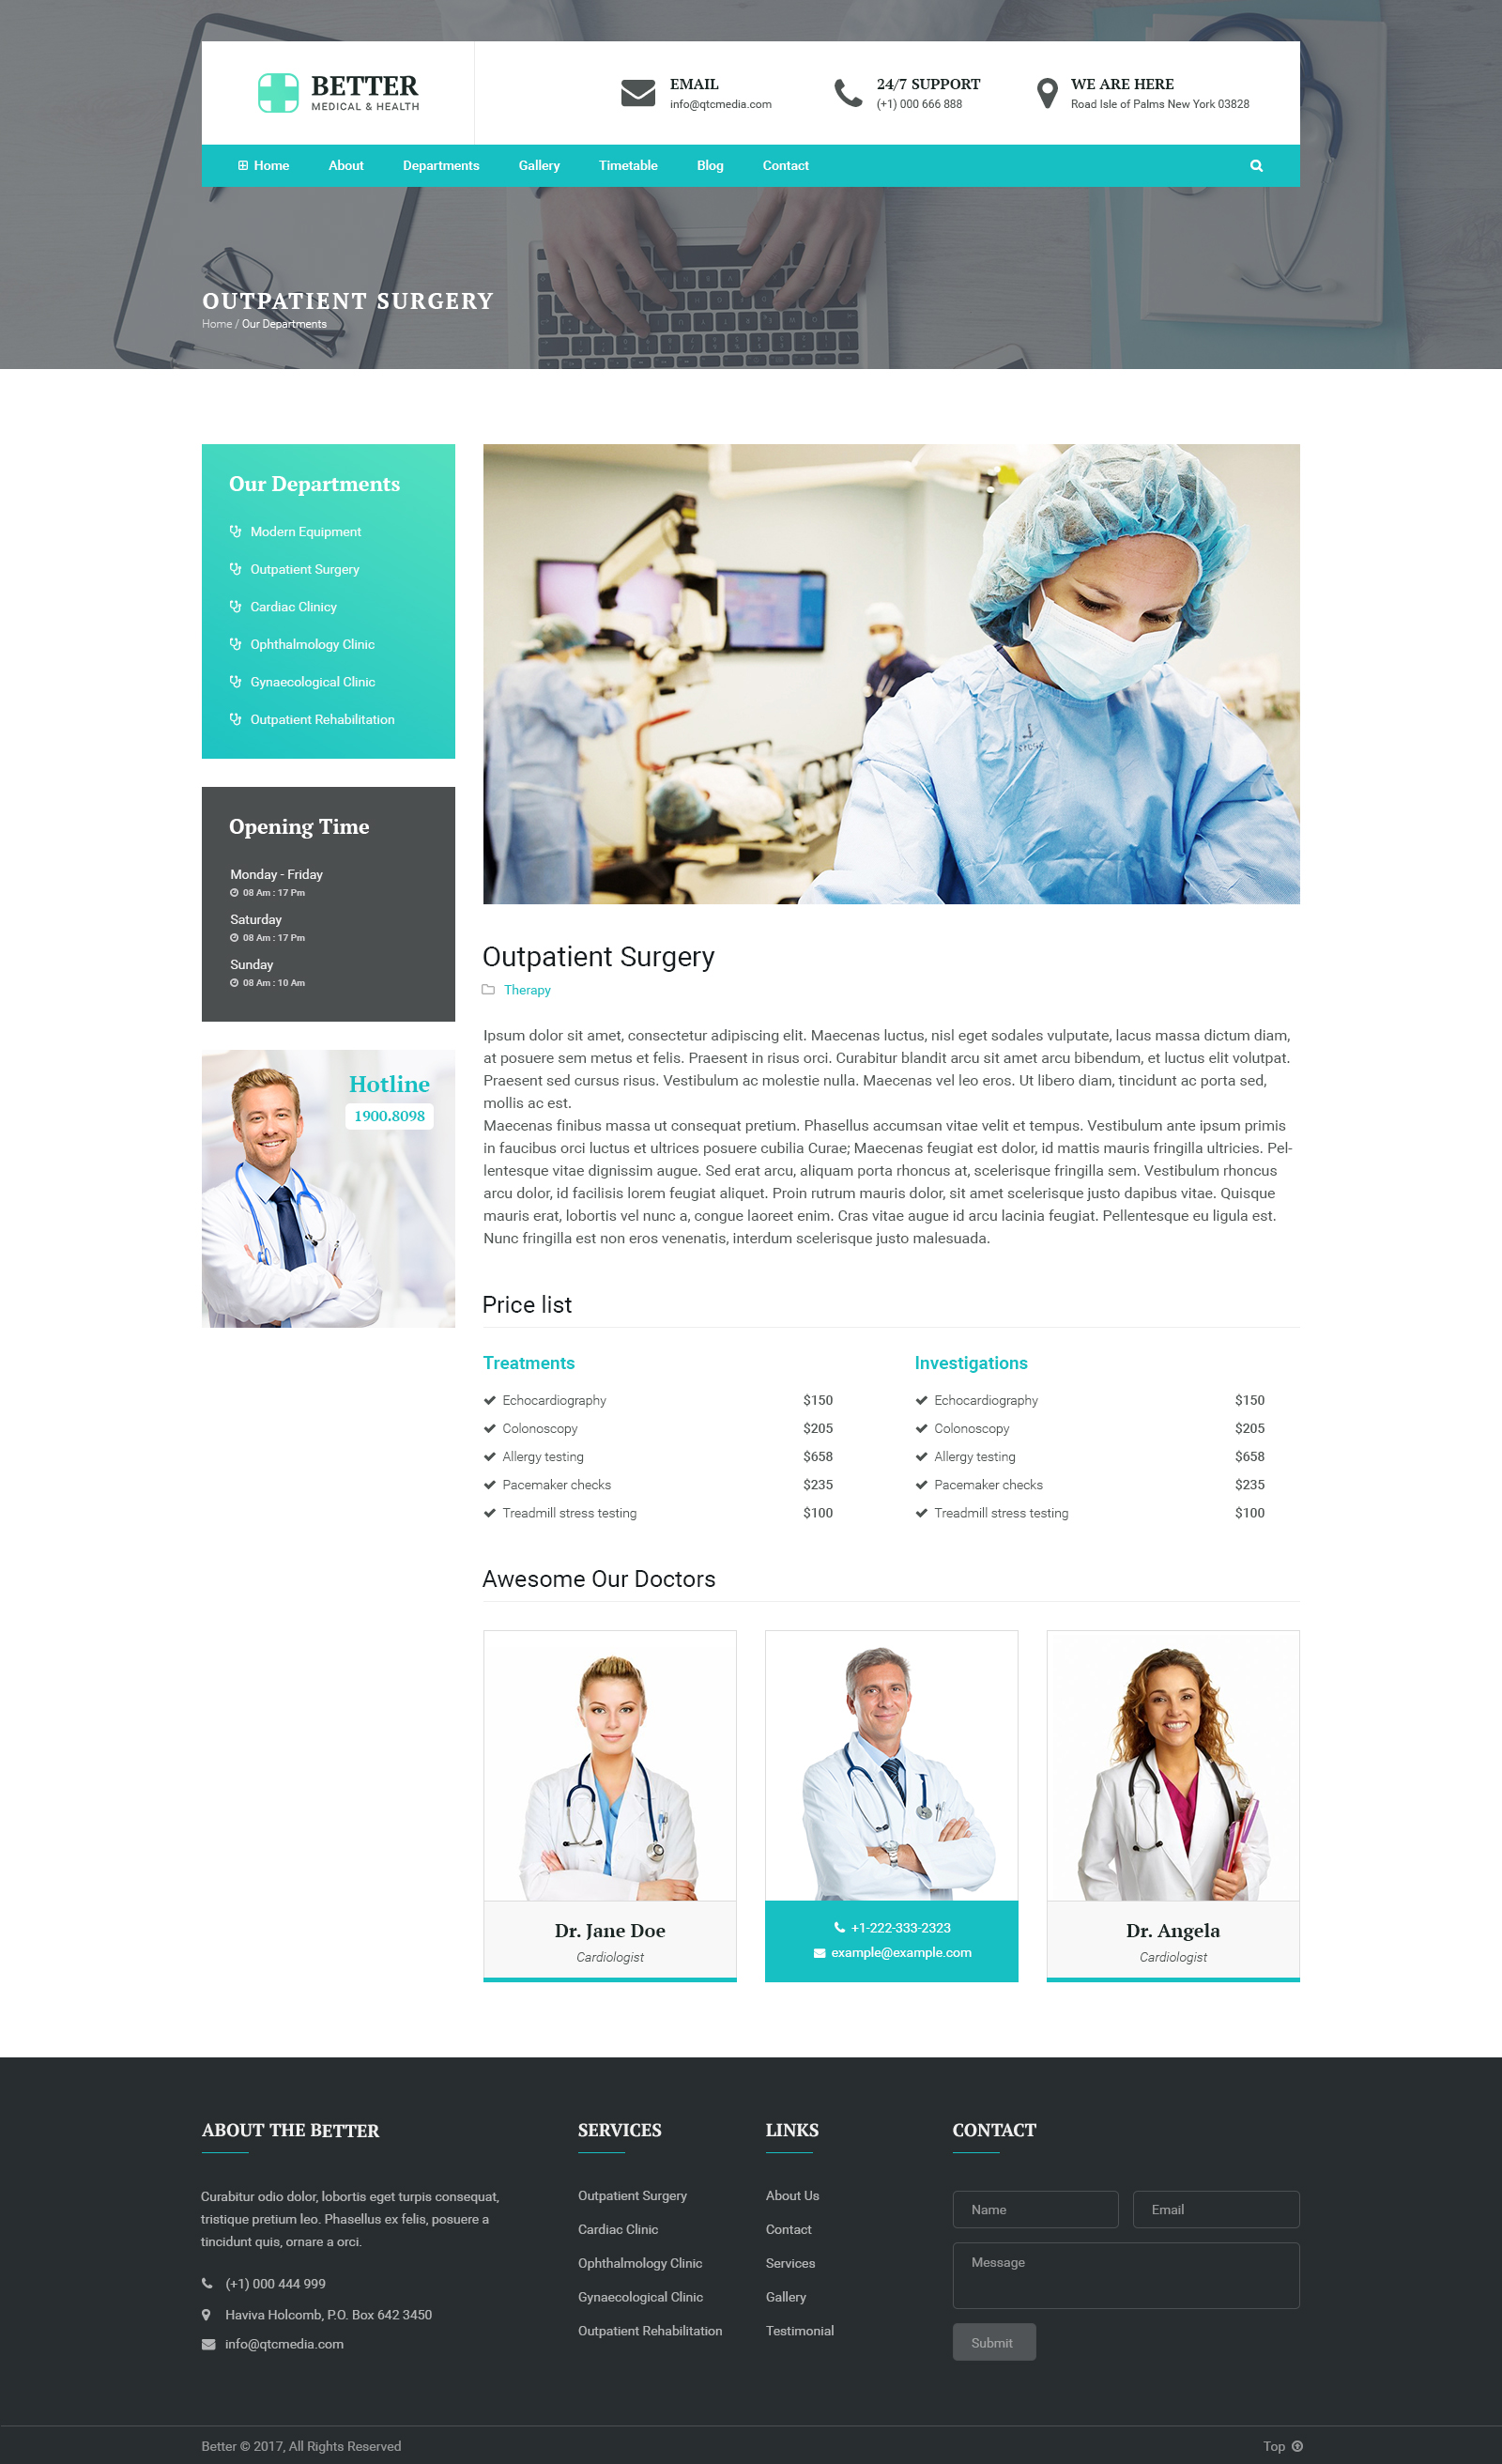 BETTER
MEDICAL & HEALTH
EMAIL
info@qtcmedia.com
24/7 SUPPORT
(+1) 000 666 888
WE ARE HERE
Road Isle of Palms New York 03828
Home About Departments Gallery Timetable Blog Contact
OUTPATIENT SURGERY
Home / Our Departments
Our Departments
Modern Equipment
Outpatient Surgery
Cardiac Clinicy
Ophthalmology Clinic
Gynaecological Clinic
Outpatient Rehabilitation
Opening Time
Monday - Friday
08 Am : 17 Pm
Saturday
08 Am : 17 Pm
Sunday
08 Am : 10 Am
Hotline
1900.8098
Outpatient Surgery
Therapy
Ipsum dolor sit amet, consectetur adipiscing elit. Maecenas luctus, nisl eget sodales vulputate, lacus massa dictum diam,
at posuere sem metus et felis. Praesent in risus orci. Curabitur blandit arcu sit amet arcu bibendum, et luctus elit volutpat.
Praesent sed cursus risus. Vestibulum ac molestie nulla. Maecenas vel leo eros. Ut libero diam, tincidunt ac porta sed,
mollis ac est.
Maecenas finibus massa ut consequat pretium. Phasellus accumsan vitae velit et tempus. Vestibulum ante ipsum primis
in faucibus orci luctus et ultrices posuere cubilia Curae; Maecenas feugiat est dolor, id mattis mauris fringilla ultricies. Pel-
lentesque vitae dignissim augue. Sed erat arcu, aliquam porta rhoncus at, scelerisque fringilla sem. Vestibulum rhoncus
arcu dolor, id facilisis lorem feugiat aliquet. Proin rutrum mauris dolor, sit amet scelerisque justo dapibus vitae. Quisque
mauris erat, lobortis vel nunc a, congue laoreet enim. Cras vitae augue id arcu lacinia feugiat. Pellentesque eu ligula est.
Nunc fringilla est non eros venenatis, interdum scelerisque justo malesuada.
Price list
Treatments
Echocardiography $150
Colonoscopy $205
Allergy testing $658
Pacemaker checks $235
Treadmill stress testing $100
Investigations
Echocardiography $150
Colonoscopy $205
Allergy testing $658
Pacemaker checks $235
Treadmill stress testing $100
Awesome Our Doctors
Dr. Jane Doe
Cardiologist
+1-222-333-2323
example@example.com
Dr. Angela
Cardiologist
ABOUT THE BETTER
Curabitur odio dolor, lobortis eget turpis consequat,
tristique pretium leo. Phasellus ex felis, posuere a
tincidunt quis, ornare a orci.
(+1) 000 444 999
Haviva Holcomb, P.O. Box 642 3450
info@qtcmedia.com
SERVICES
Outpatient Surgery
Cardiac Clinic
Ophthalmology Clinic
Gynaecological Clinic
Outpatient Rehabilitation
LINKS
About Us
Contact
Services
Gallery
Testimonial
CONTACT
Name
Email
Message
Submit
Better © 2017, All Rights Reserved
Top